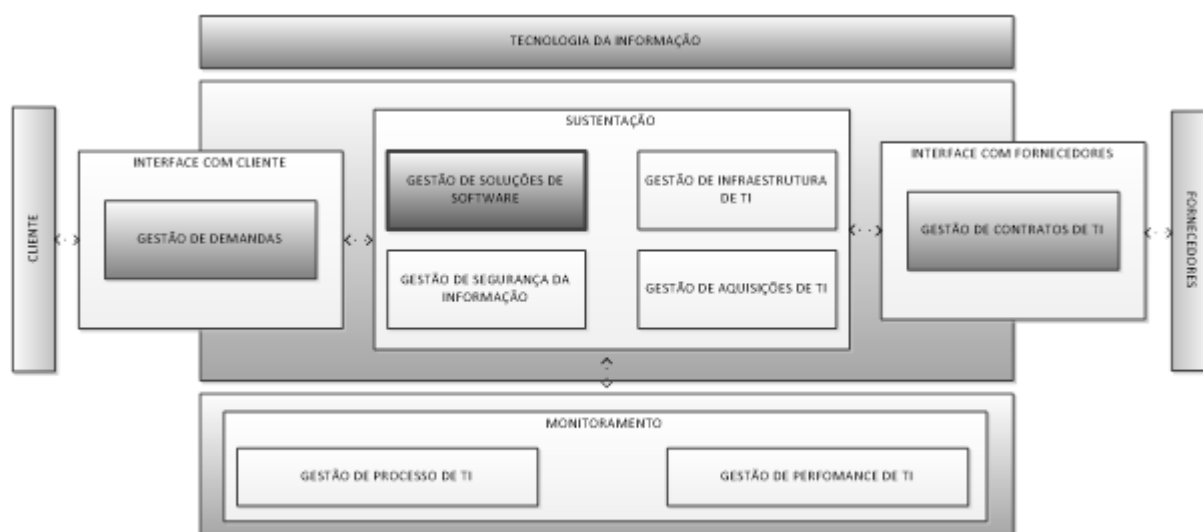 TECNOLOGIA DA INFORMAÇÃO
CLIENTE
INTERFACE COM CLIENTE
GESTÃO DE DEMANDAS
SUSTENTAÇÃO
GESTÃO DE SOLUÇÕES DE
SOFTWARE
GESTÃO DE INFRAESTRUTURA
DE TI
GESTÃO DE SEGURANÇA DA
INFORMAÇÃO
GESTÃO DE AQUISIÇÕES DE TI
INTERFACE COM FORNECEDORES
GESTÃO DE CONTRATOS DE TI
FORNECEDORES
MONITORAMENTO
GESTÃO DE PROCESSO DE TI
GESTÃO DE PERFOMANCE DE TI